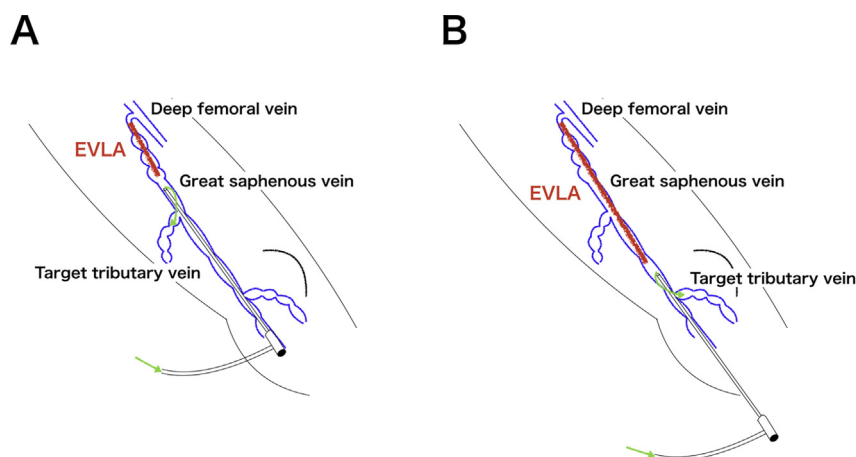 A
Deep femoral vein
EVLA
Great saphenous vein
Target tributary vein
B
Deep femoral vein
EVLA
Great saphenous vein
Target tributary vein